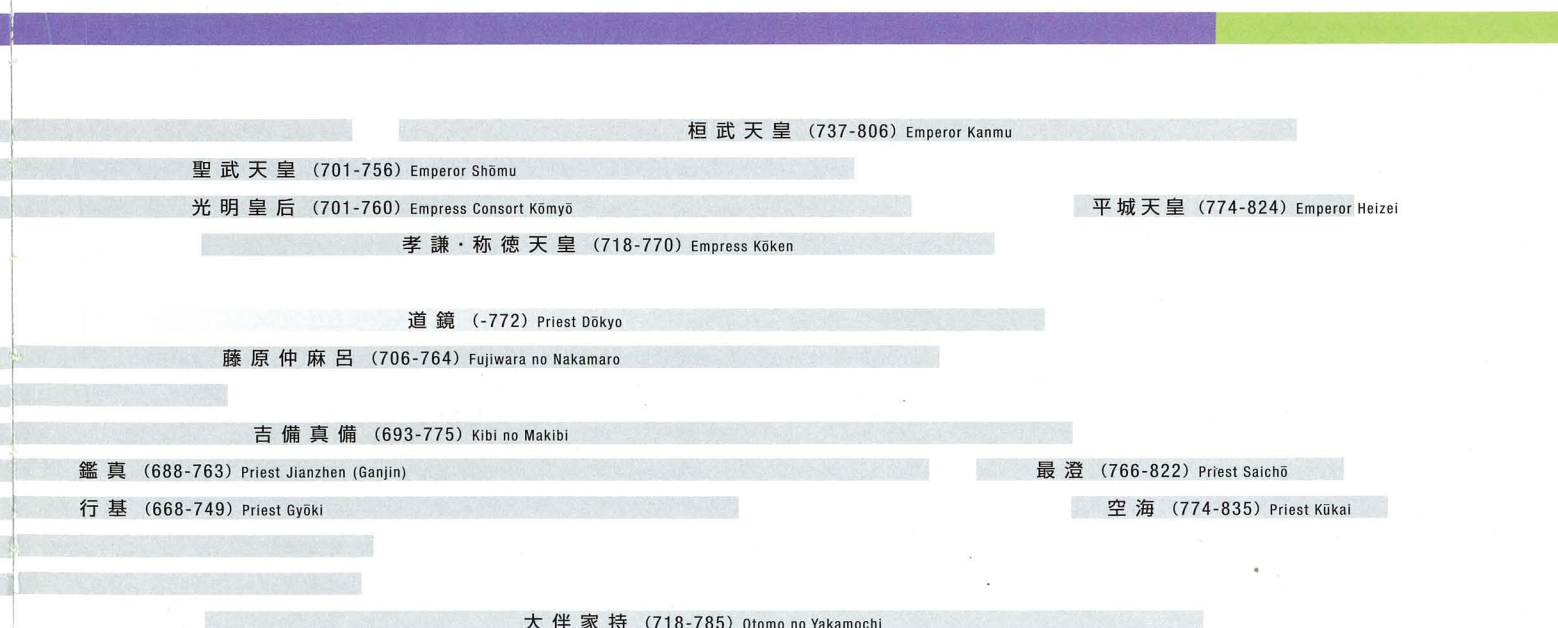 桓武天皇 (737-806) Emperor Kanmu
聖武天皇 (701-756) Emperor Shōmu
光明皇后 (701-760) Empress Consort Kōmyō
平城天皇 (774-824) Emperor Heizei
孝謙・称徳天皇 (718-770) Empress Kōken
道鏡 (-772) Priest Dōkyo
藤原仲麻呂 (706-764) Fujiwara no Nakamaro
吉備真備 (693-775) Kibi no Makibi
鑑真 (688-763) Priest Jianzhen (Ganjin)
最澄 (766-822) Priest Saichō
行基 (668-749) Priest Gyōki
空海 (774-835) Priest Kūkai
大伴家持 (718-785) Otomo no Yakamochi